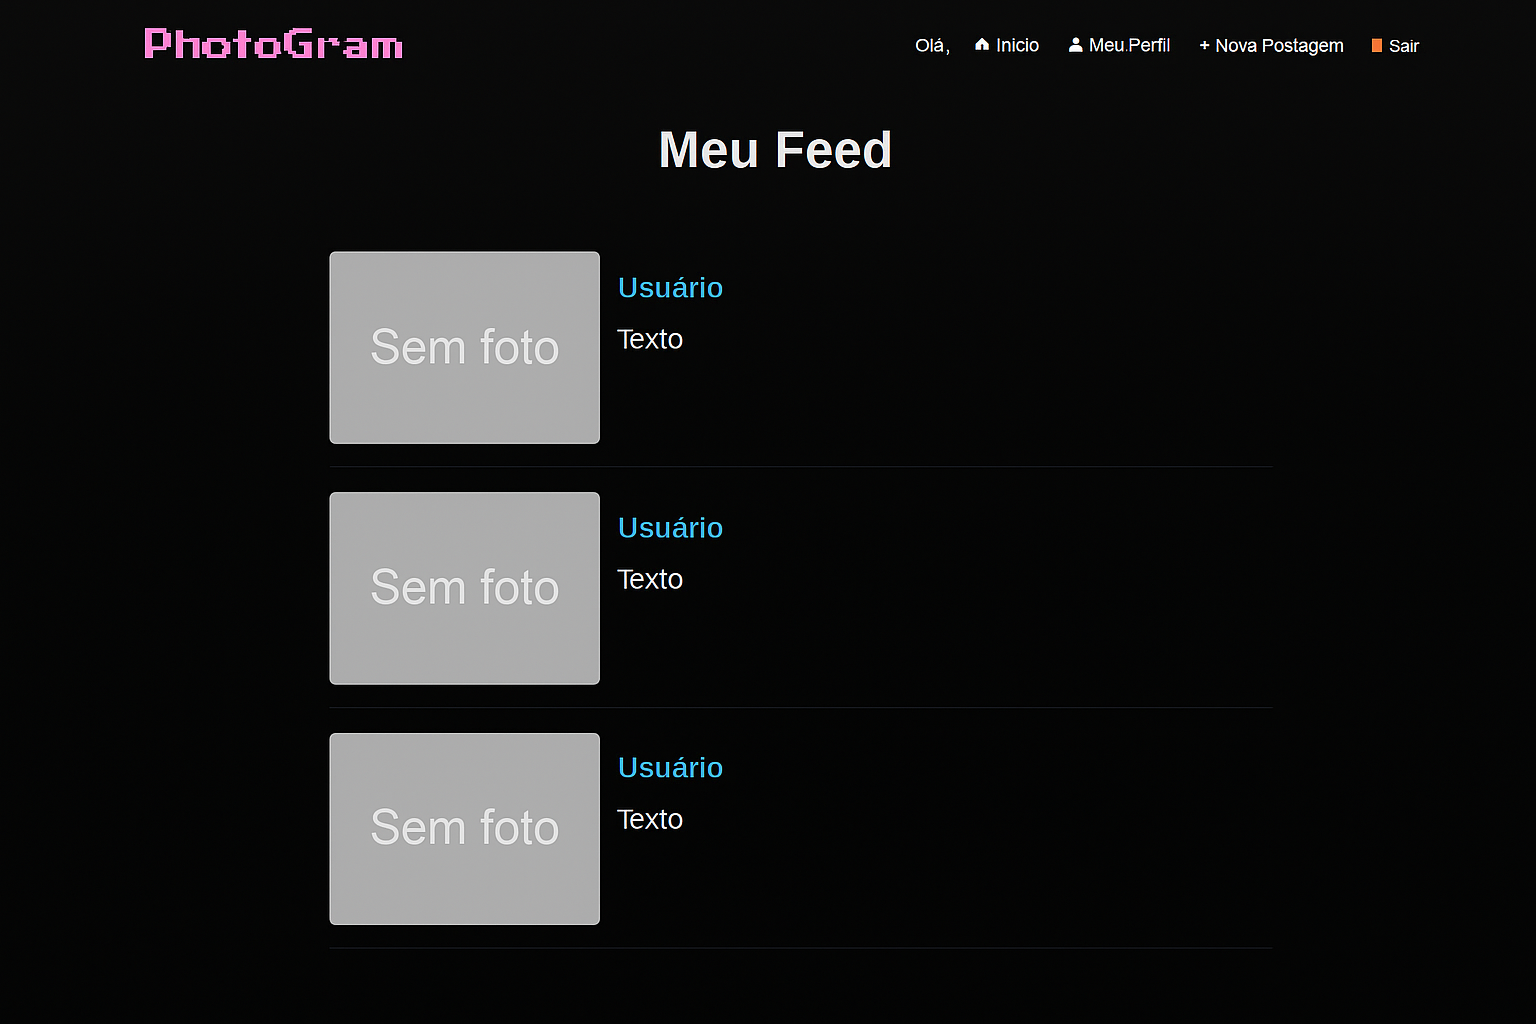 PhotoGram
Olá, Inicio Meu.Perfil + Nova Postagem Sair
Meu Feed
Sem foto
Usuário
Texto
Sem foto
Usuário
Texto
Sem foto
Usuário
Texto